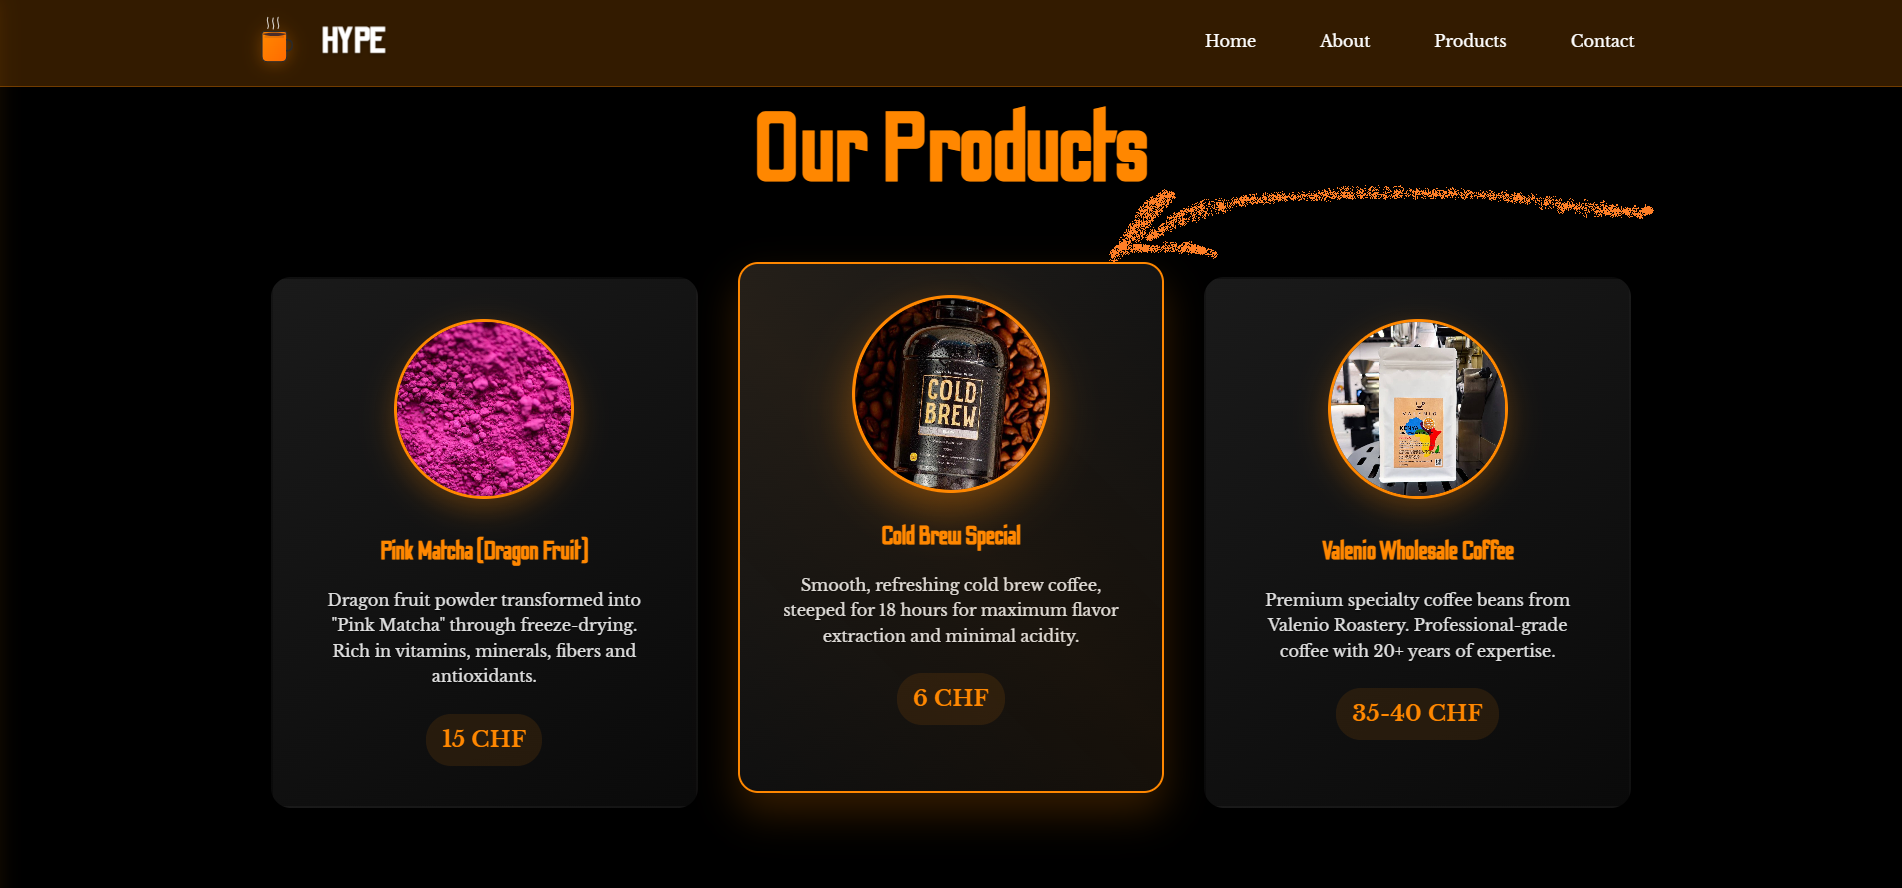 HYPE
Home
About
Products
Contact
Our Products
COLD
BREW
Pink Matcha (Dragon Fruit)
Dragon fruit powder transformed into
"Pink Matcha" through freeze-drying.
Rich in vitamins, minerals, fibers and
antioxidants.
15 CHF
Cold Brew Special
Smooth, refreshing cold brew coffee,
steeped for 18 hours for maximum flavor
extraction and minimal acidity.
6 CHF
KENYA
Valenio Wholesale Coffee
Premium specialty coffee beans from
Valenio Roastery. Professional-grade
coffee with 20+ years of expertise.
35-40 CHF